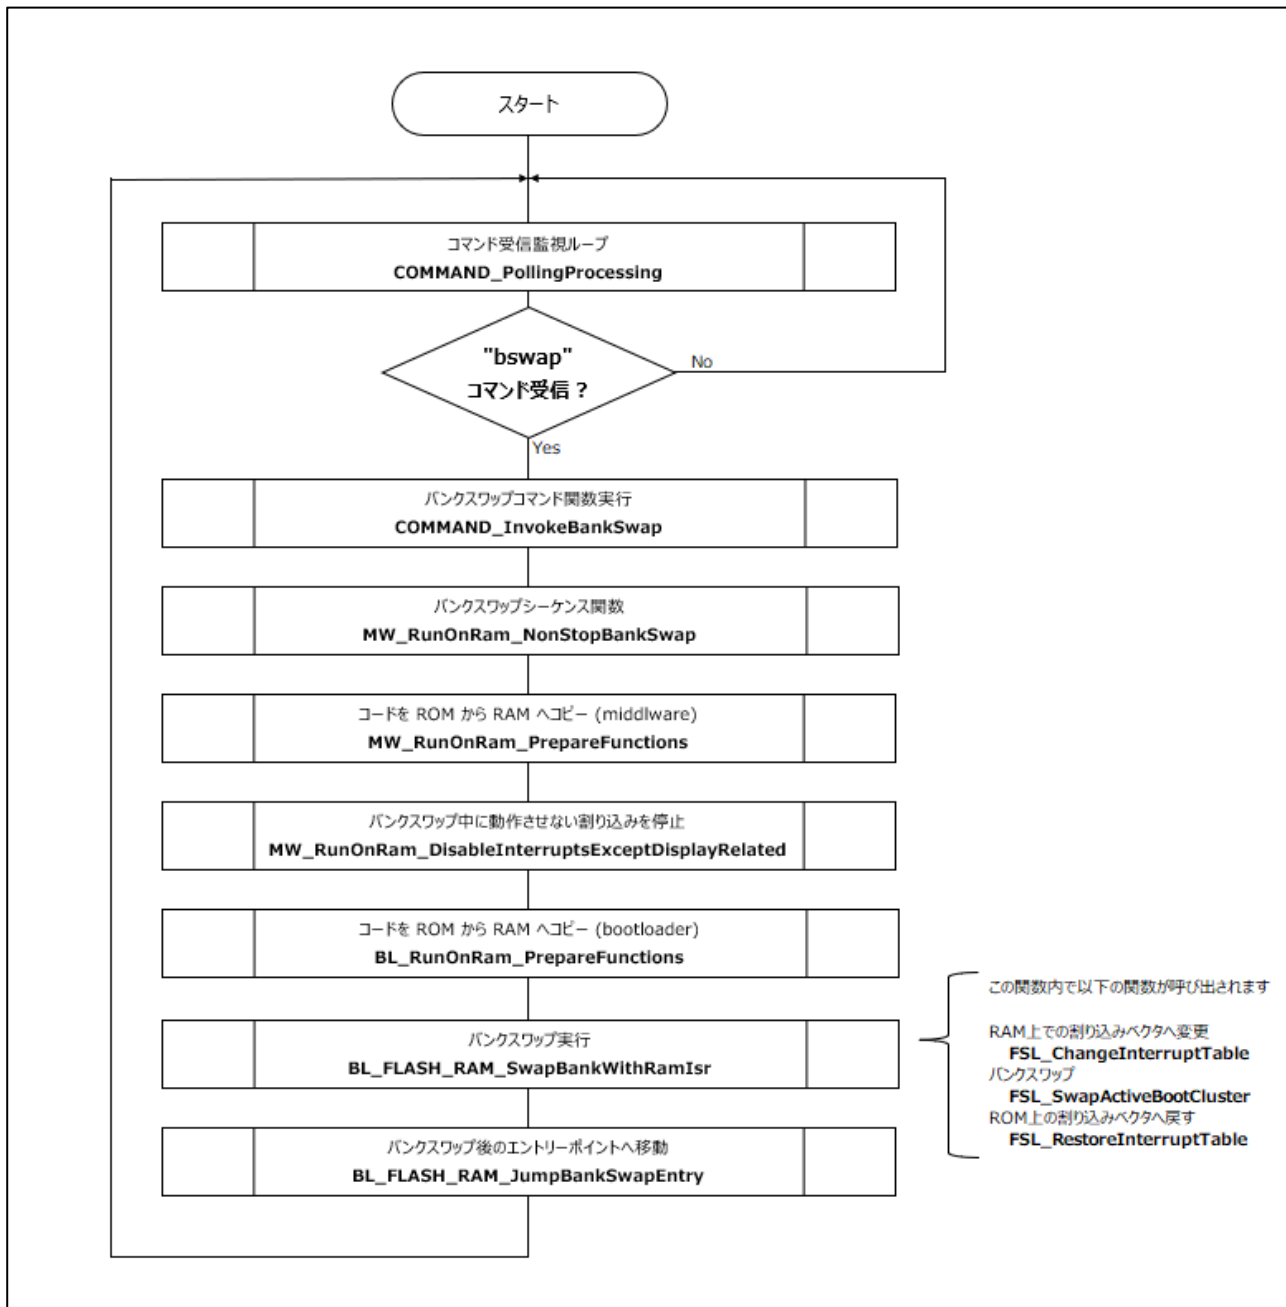 スタート
コマンド受信監視ループ
COMMAND_PollingProcessing
"bswap"
コマンド受信？
No
Yes
バンクスワップコマンド関数実行
COMMAND_InvokeBankSwap
バンクスワップシーケンス関数
MW_RunOnRam_NonStopBankSwap
コードを ROM から RAM へコピー (middlware)
MW_RunOnRam_PrepareFunctions
バンクスワップ中に動作させない割り込みを停止
MW_RunOnRam_DisableInterruptsExceptDisplayRelated
コードを ROM から RAM へコピー (bootloader)
BL_RunOnRam_PrepareFunctions
バンクスワップ実行
BL_FLASH_RAM_SwapBankWithRamIsr
この関数内で以下の関数が呼び出されます
RAM上での割り込みベクタへ変更
FSL_ChangeInterruptTable
バンクスワップ
FSL_SwapActiveBootCluster
ROM上の割り込みベクタへ戻す
FSL_RestoreInterruptTable
バンクスワップ後のエントリーポイントへ移動
BL_FLASH_RAM_JumpBankSwapEntry